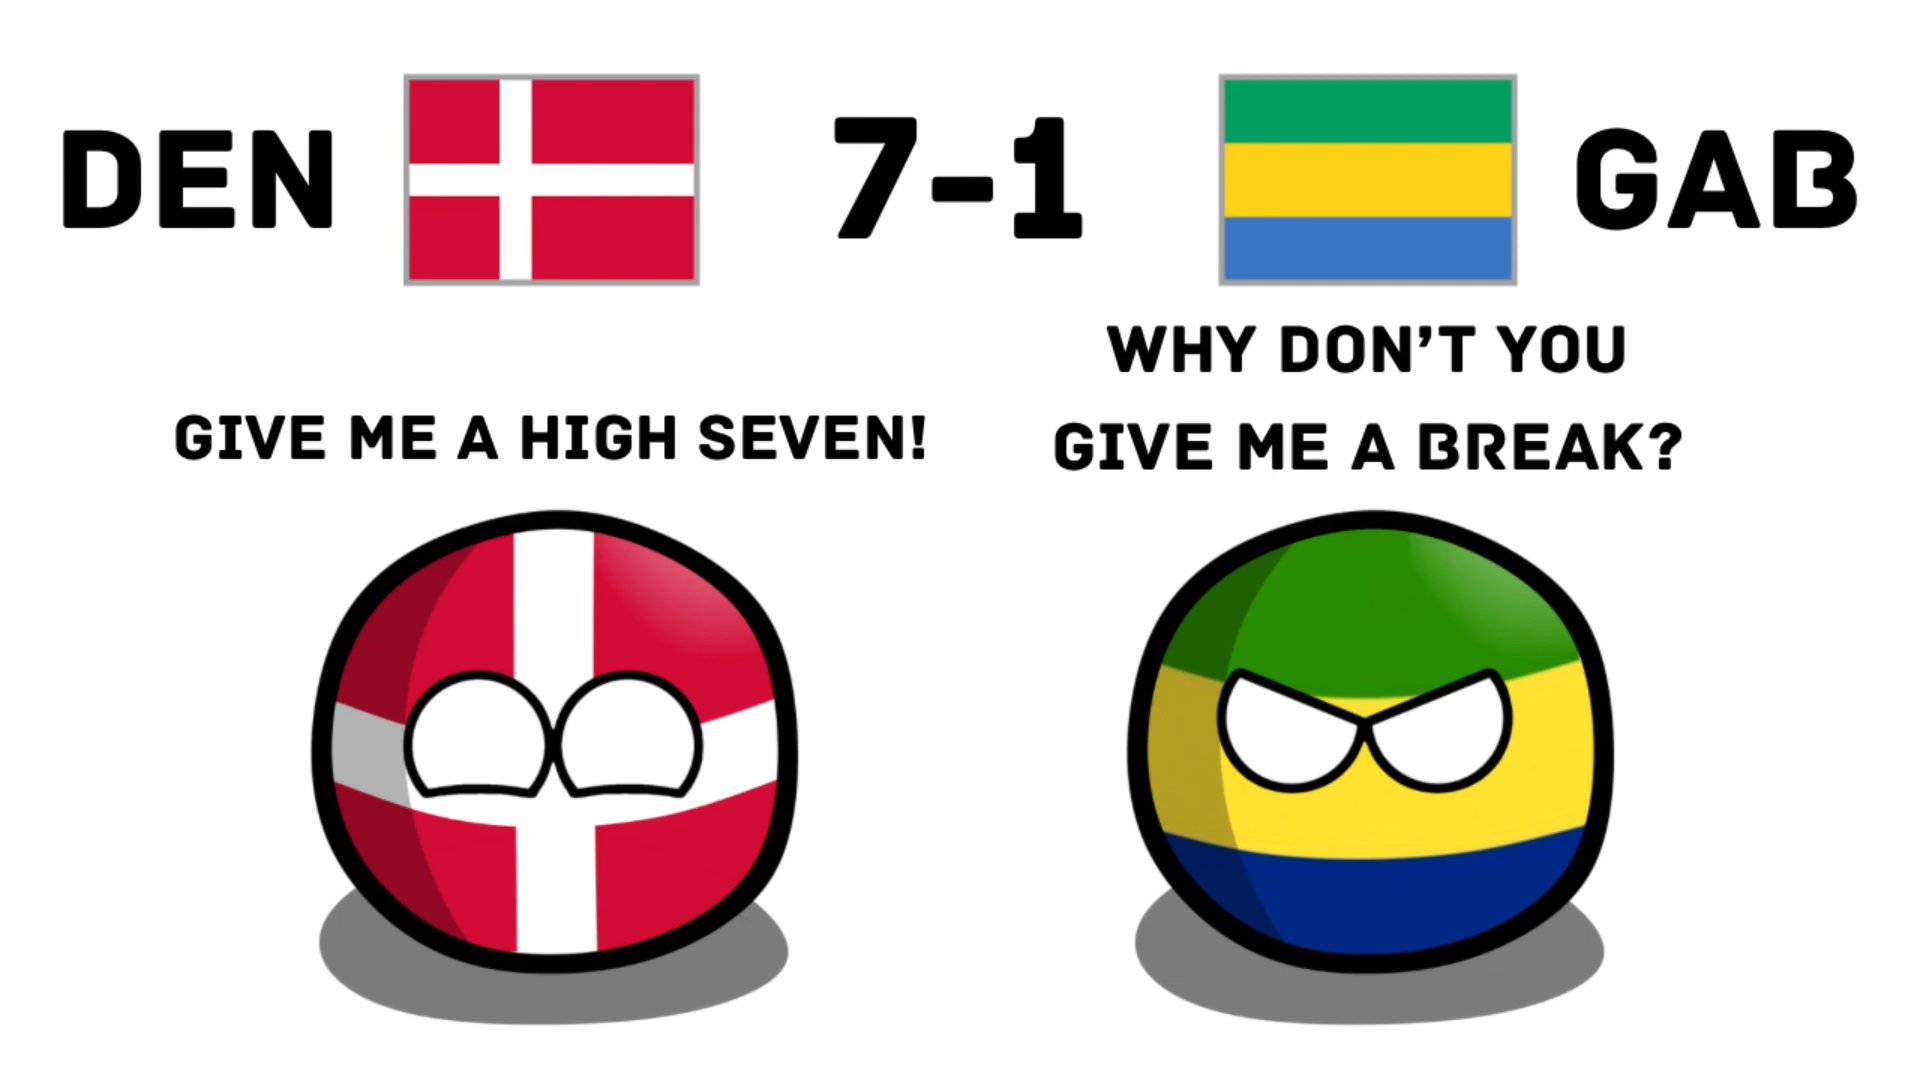 DEN 7-1 GAB
GIVE ME A HIGH SEVEN!
WHY DON’T YOU
GIVE ME A BREAK?